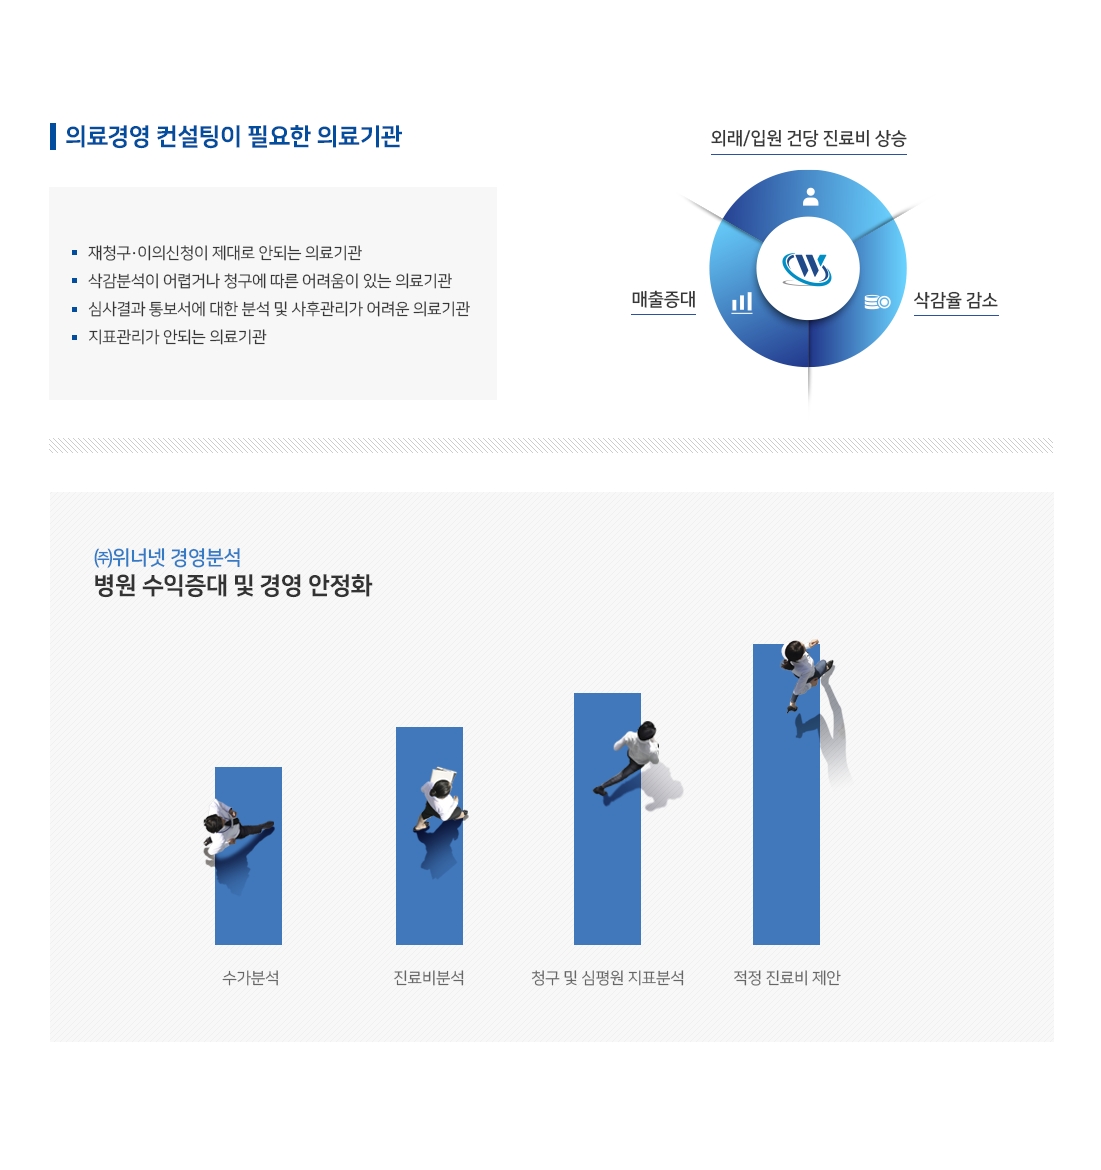 의료경영 컨설팅이 필요한 의료기관
재청구·이의신청이 제대로 안되는 의료기관
삭감분석이 어렵거나 청구에 따른 어려움이 있는 의료기관
심사결과 통보서에 대한 분석 및 사후관리가 어려운 의료기관
지표관리가 안되는 의료기관
외래/입원 건당 진료비 상승
W
매출증대
삭감율 감소
㈜위너넷 경영분석
병원 수익증대 및 경영 안정화
수가분석
진료비분석
청구 및 심평원 지표분석
적정 진료비 제안